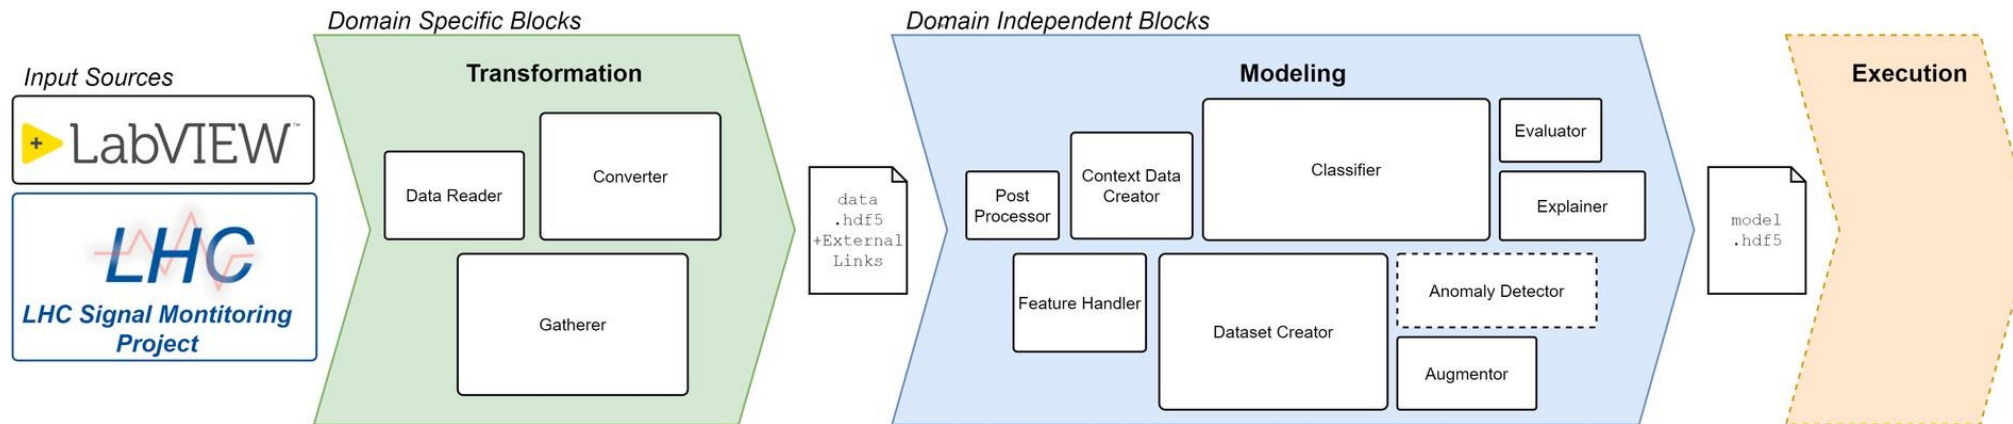 Domain Specific Blocks
Domain Independent Blocks
Input Sources
Transformation
Modeling
Execution
LabVIEW™
LHC
LHC Signal Montitoring
Project
Data Reader
Converter
Gatherer
data
.hdf5
+External
Links
Post
Processor
Context Data
Creator
Classifier
Evaluator
Explainer
Feature Handler
Dataset Creator
Anomaly Detector
Augmentor
model
.hdf5